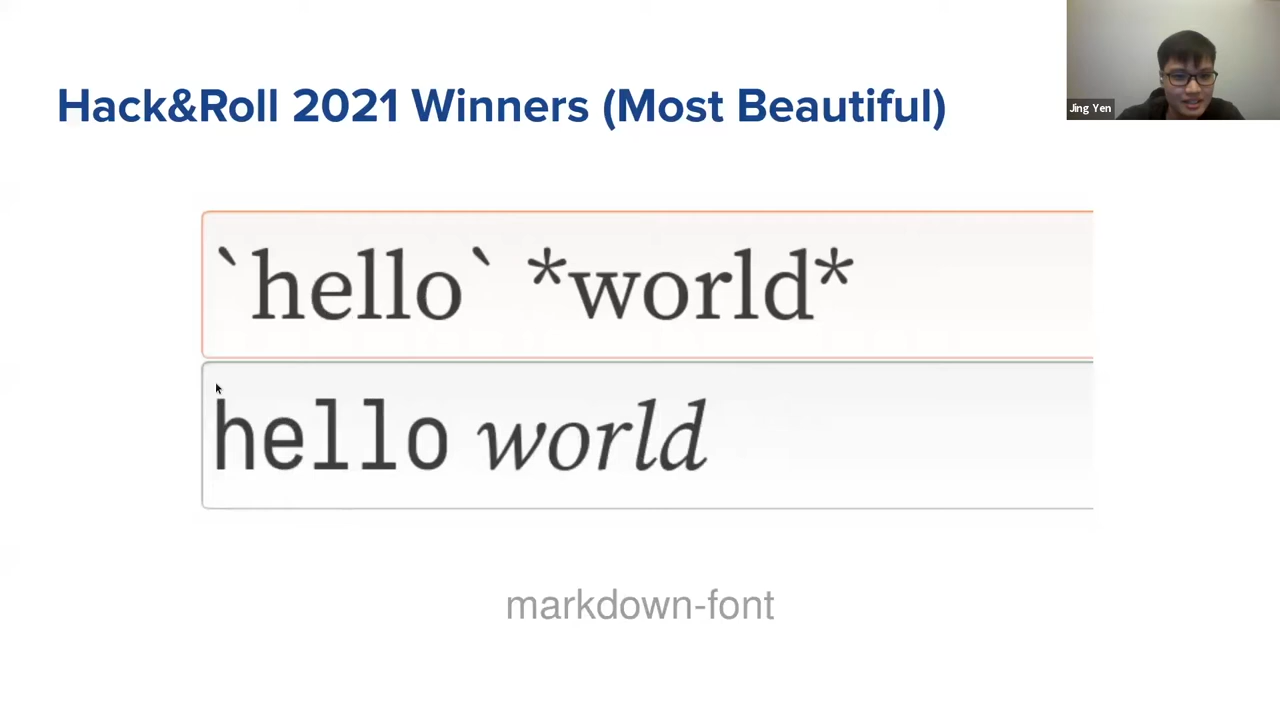 Hack&Roll 2021 Winners (Most Beautiful)
Jing Yen
`hello` *world*
hello world
markdown-font